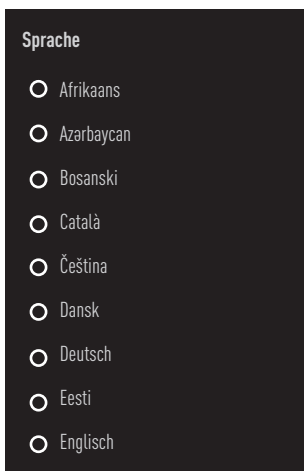 Sprache
Afrikaans
Azərbaycan
Bosanski
Català
Čeština
Dansk
Deutsch
Eesti
Englisch